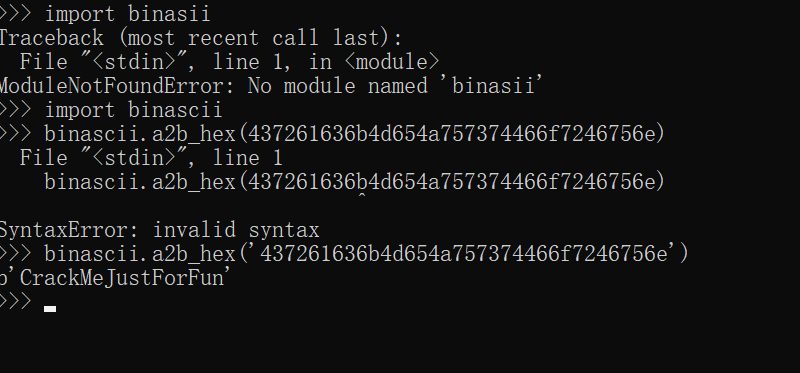 >>> import binasii
Traceback (most recent call last):
  File "<stdin>", line 1, in <module>
ModuleNotFoundError: No module named 'binasii'
>>> import binascii
>>> binascii.a2b_hex(437261636b4d654a757374466f7246756e)
  File "<stdin>", line 1
    binascii.a2b_hex(437261636b4d654a757374466f7246756e)
                              ^
SyntaxError: invalid syntax
>>> binascii.a2b_hex('437261636b4d654a757374466f7246756e')
b'CrackMeJustForFun'
>>>